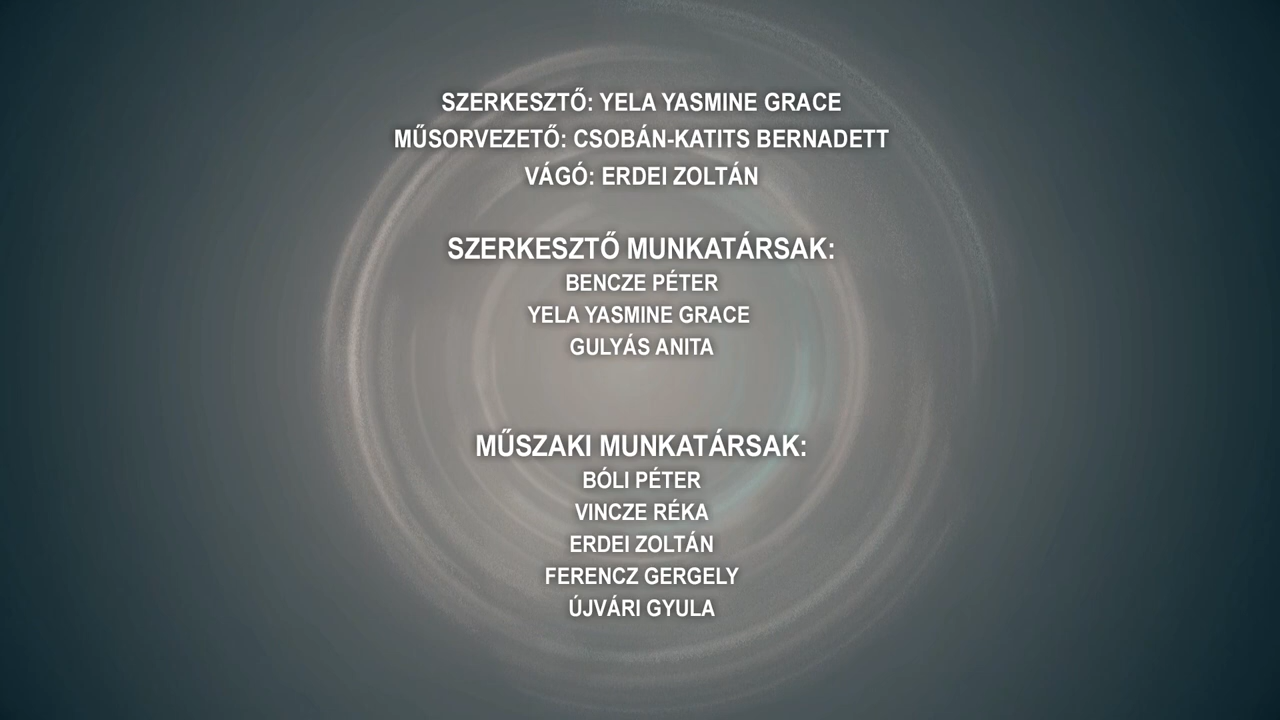 SZERKESZTŐ: YELA YASMINE GRACE
MŰSORVEZETŐ: CSOBÁN-KATITS BERNADETT
VÁGÓ: ERDEI ZOLTÁN
SZERKESZTŐ MUNKATÁRSAK:
BENCZE PÉTER
YELA YASMINE GRACE
GULYÁS ANITA
MŰSZAKI MUNKATÁRSAK:
BÓLI PÉTER
VINCZE RÉKA
ERDEI ZOLTÁN
FERENCZ GERGELY
ÚJVÁRI GYULA